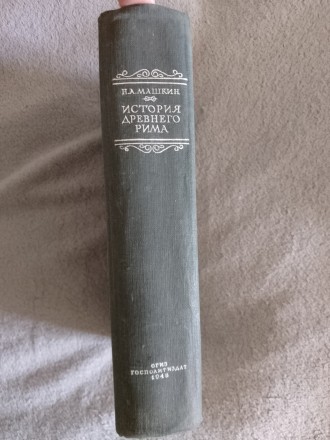 Н.А.МАШКИН
ИСТОРИЯ
ДРЕВНЕГО
РИМА
ОГИЗ
ГОСПОЛИТИЗДАТ
1948